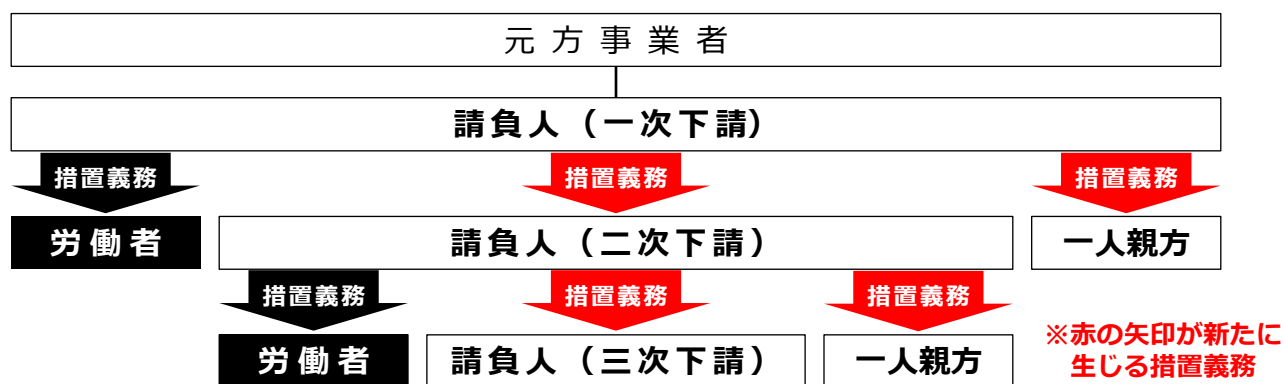 元方事業者
請負人（一次下請）
措置義務 措置義務 措置義務
労働者 請負人（二次下請） 一人親方
措置義務 措置義務 措置義務
労働者 請負人（三次下請） 一人親方
※赤の矢印が新たに
生じる措置義務